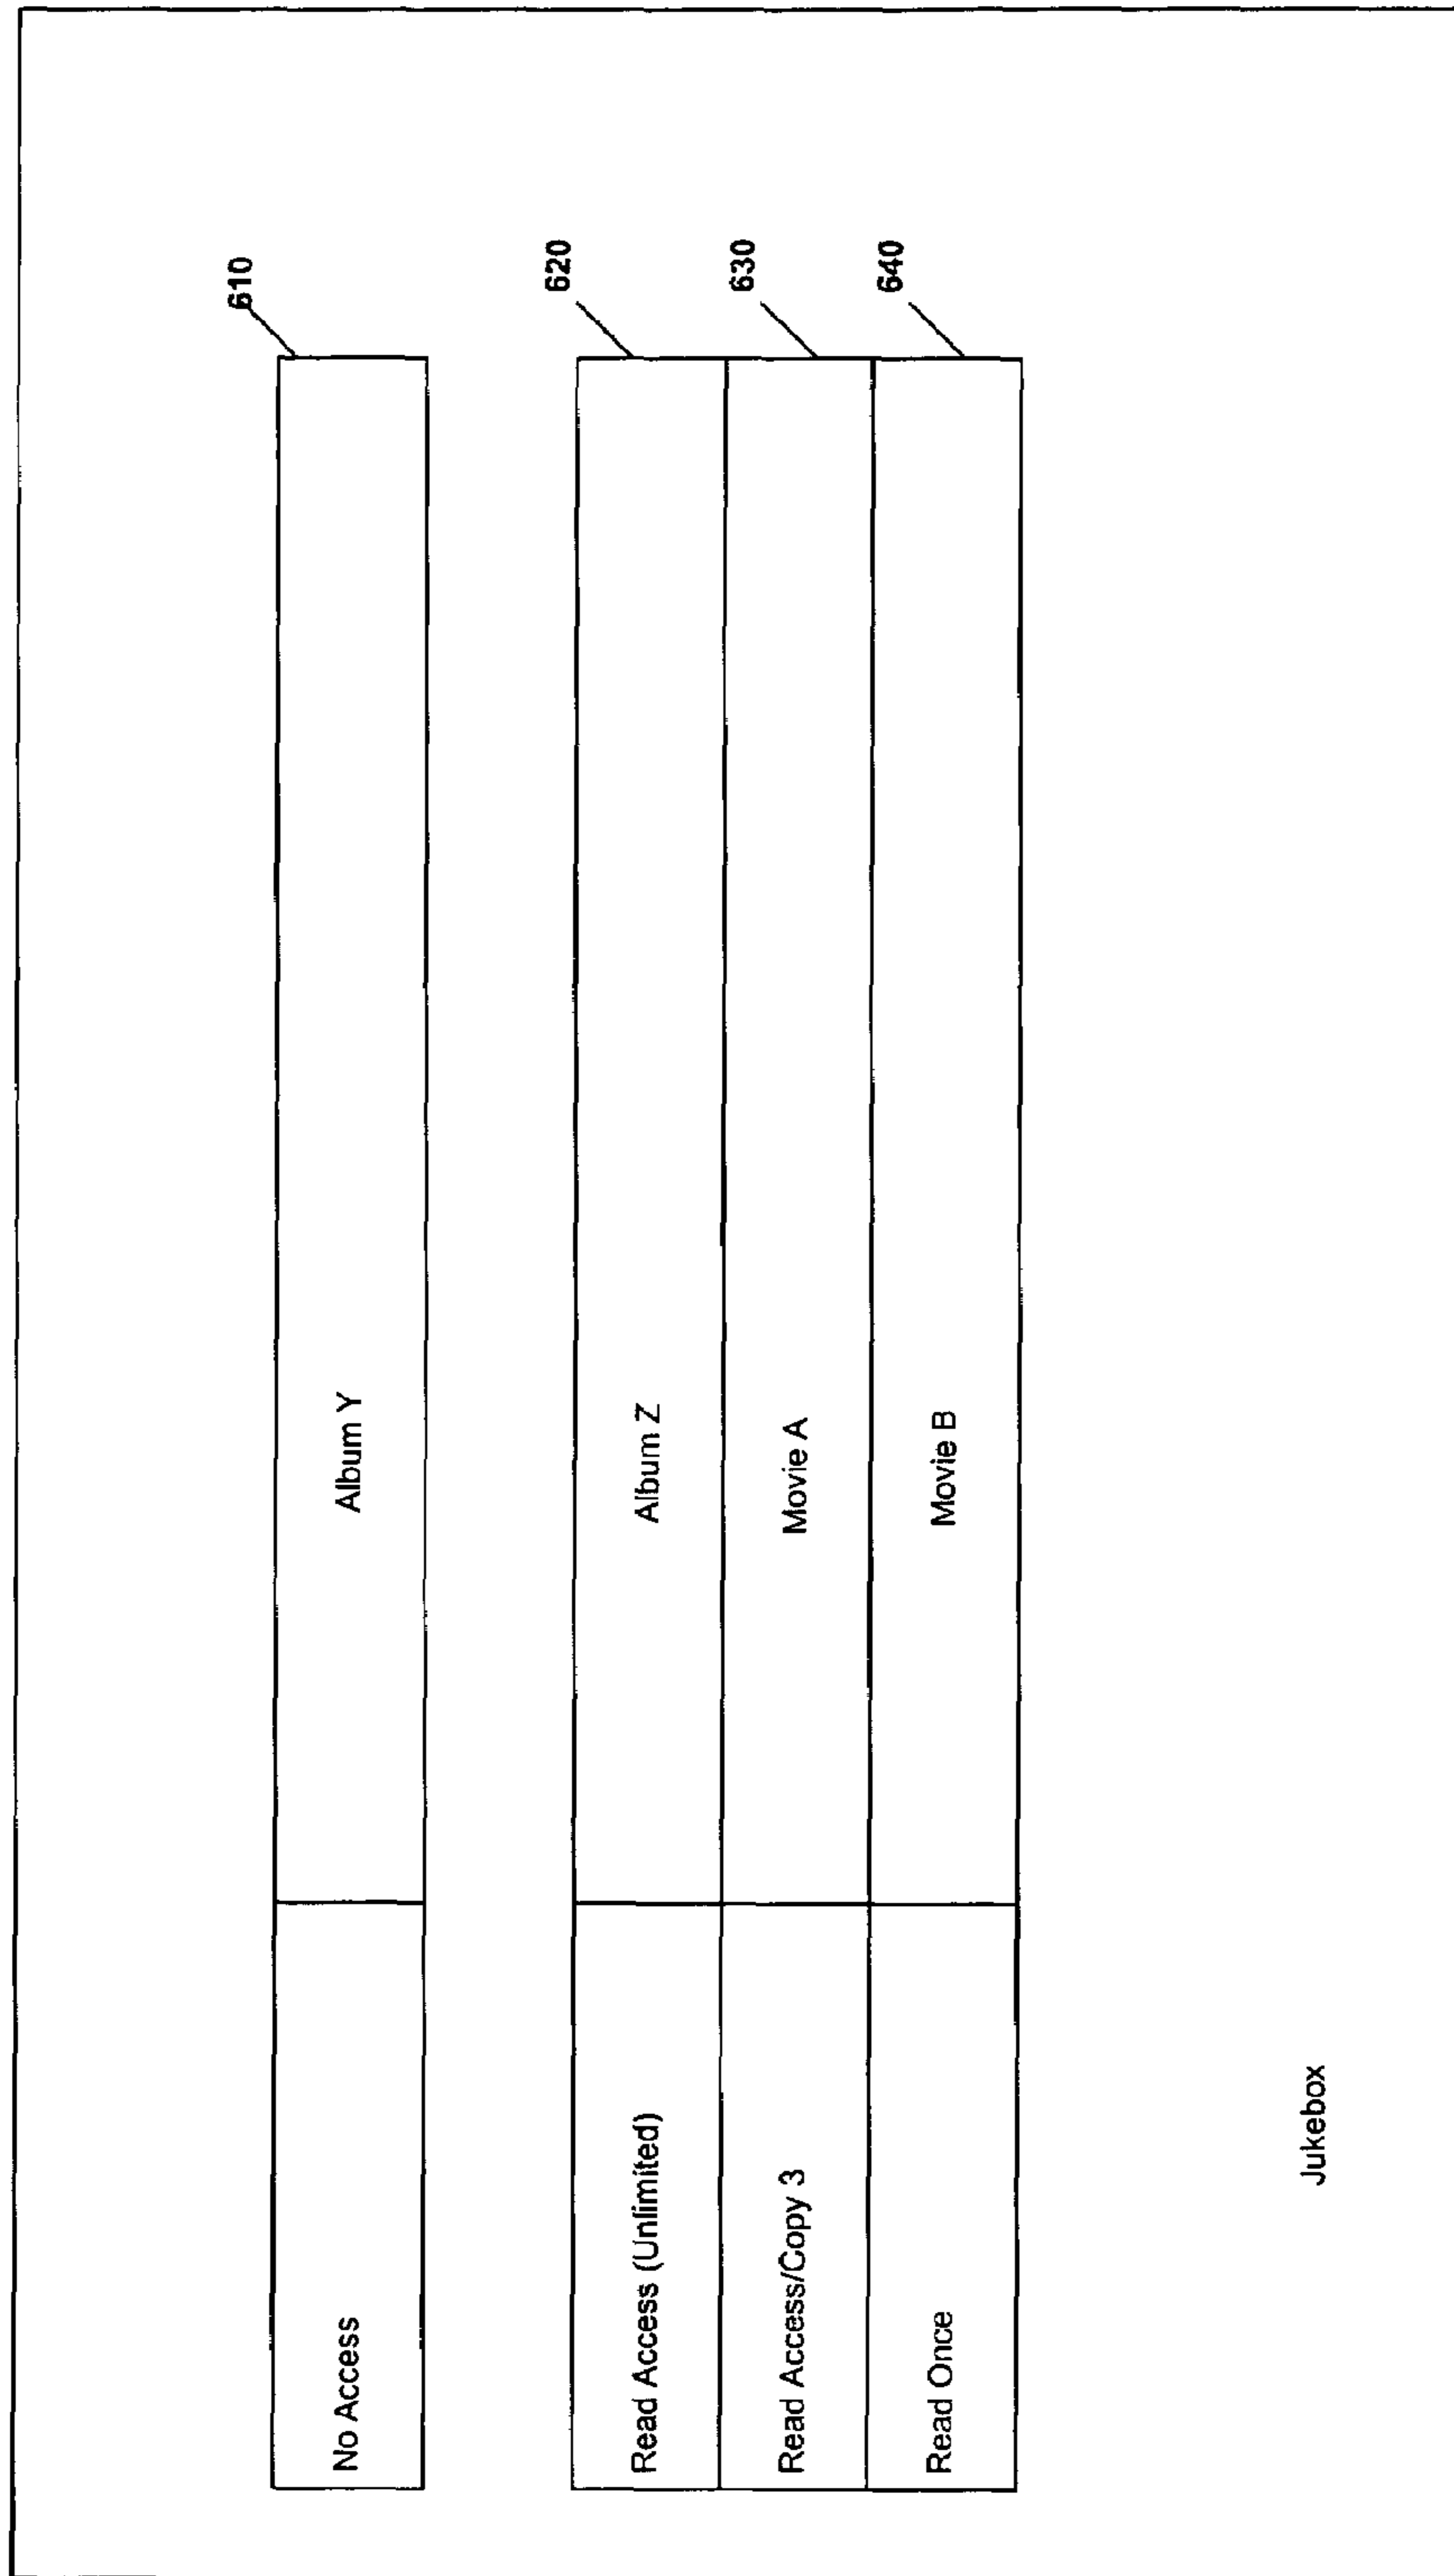 610
No Access
Album Y
620
Read Access (Unlimited)
Album Z
630
Read Access/Copy 3
Movie A
640
Read Once
Movie B
Jukebox